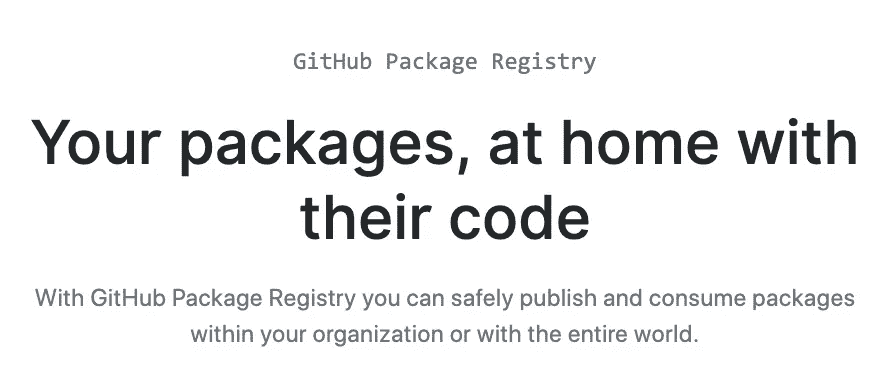 GitHub Package Registry
Your packages, at home with
their code
With GitHub Package Registry you can safely publish and consume packages
within your organization or with the entire world.